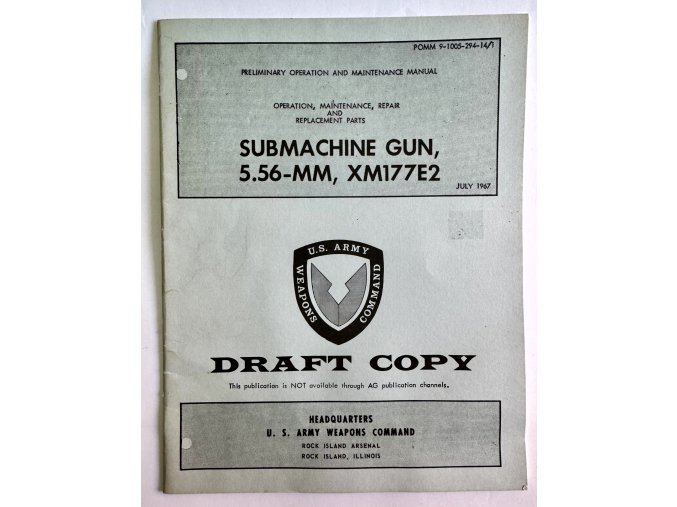 POMM 9-1005-294-14/1
PRELIMINARY OPERATION AND MAINTENANCE MANUAL
OPERATION, MAINTENANCE, REPAIR
AND
REPLACEMENT PARTS
SUBMACHINE GUN,
5.56-MM, XM177E2
JULY 1967
U.S. ARMY
WEAPONS COMMAND
DRAFT COPY
This publication is NOT available through AG publication channels.
HEADQUARTERS
U. S. ARMY WEAPONS COMMAND
ROCK ISLAND ARSENAL
ROCK ISLAND, ILLINOIS